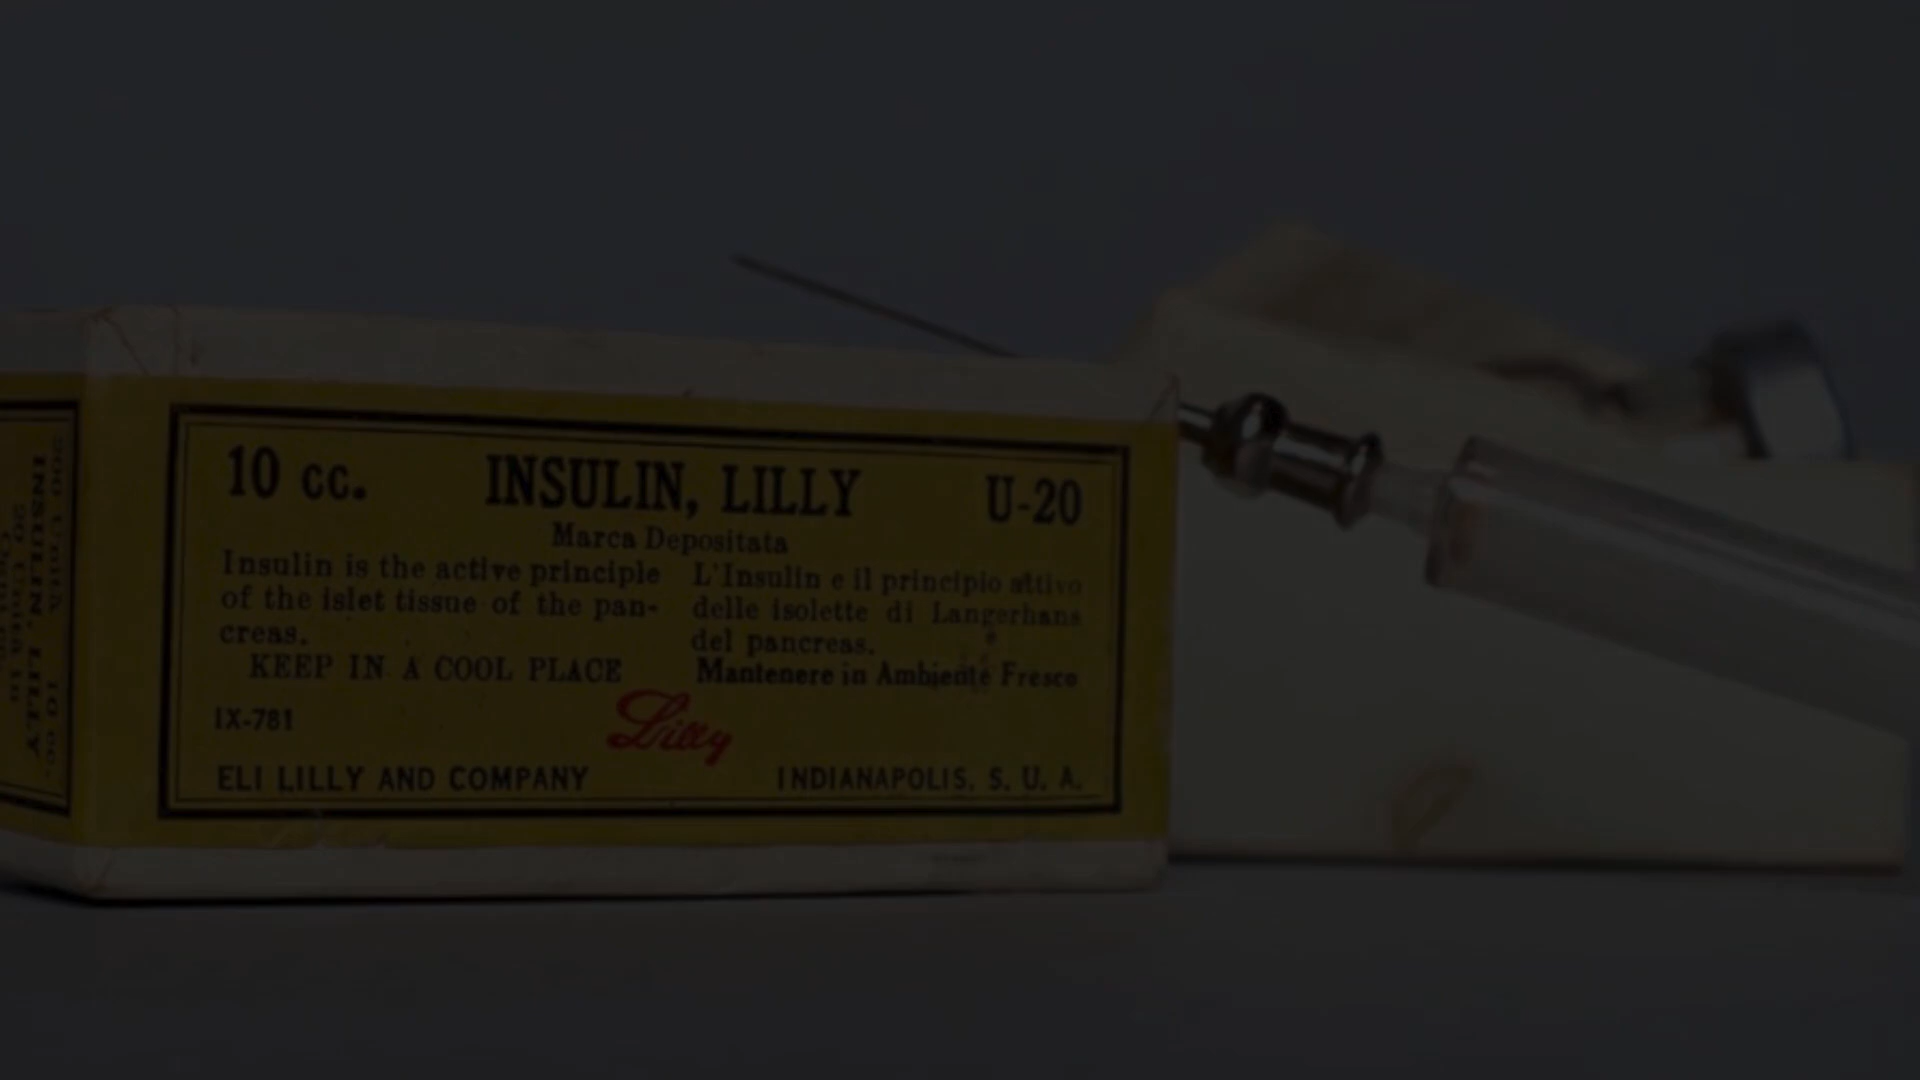 10 cc. INSULIN, LILLY U-20
Marca Depositata
Insulin is the active principle
of the islet tissue of the pan-
creas.
KEEP IN A COOL PLACE
L'Insulin e il principio attivo
delle isolette di Langerhans
del pancreas.
Mantenere in Ambiente Fresco
IX-781
Lilly
ELI LILLY AND COMPANY INDIANAPOLIS, S. U. A.
INSULIN, LILLY